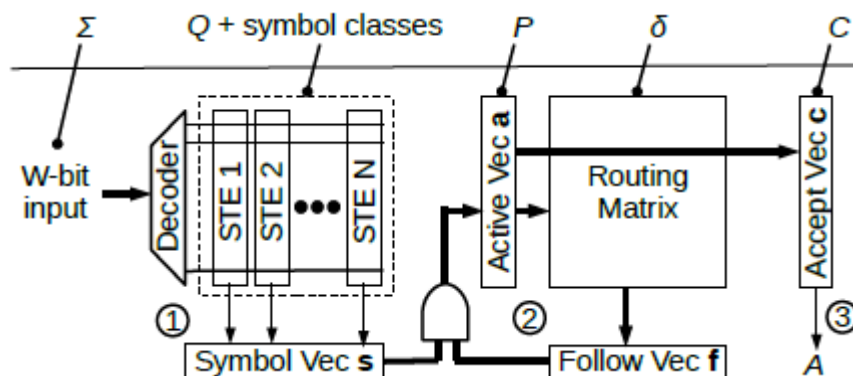 Σ
Q + symbol classes
P
δ
C
W-bit
input
Decoder
STE 1
STE 2
STE N
Active Vec a
Routing
Matrix
Accept Vec c
1
2
3
Symbol Vec s
Follow Vec f
A